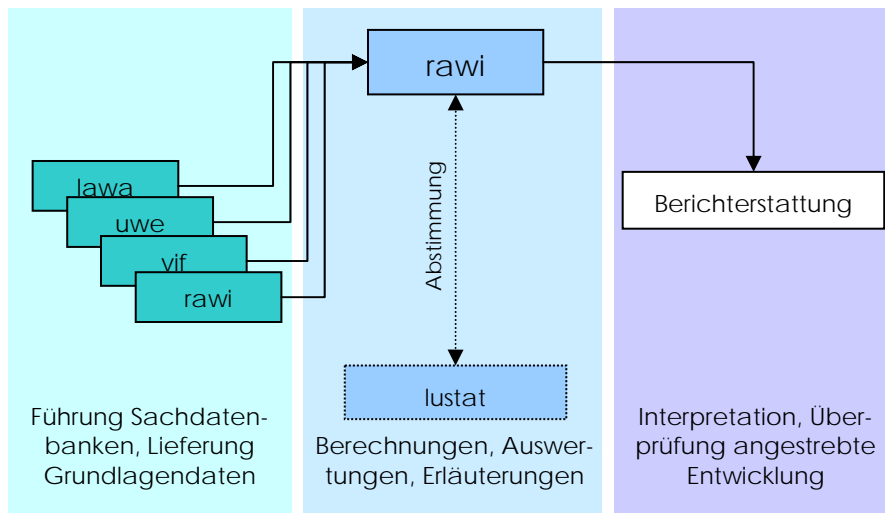 rawi
lawa
uwe
vif
rawi
Abstimmung
Berichterstattung
lustat
Führung Sachdaten-
banken, Lieferung
Grundlagendaten
Berechnungen, Auswer-
tungen, Erläuterungen
Interpretation, Über-
prüfung angestrebte
Entwicklung